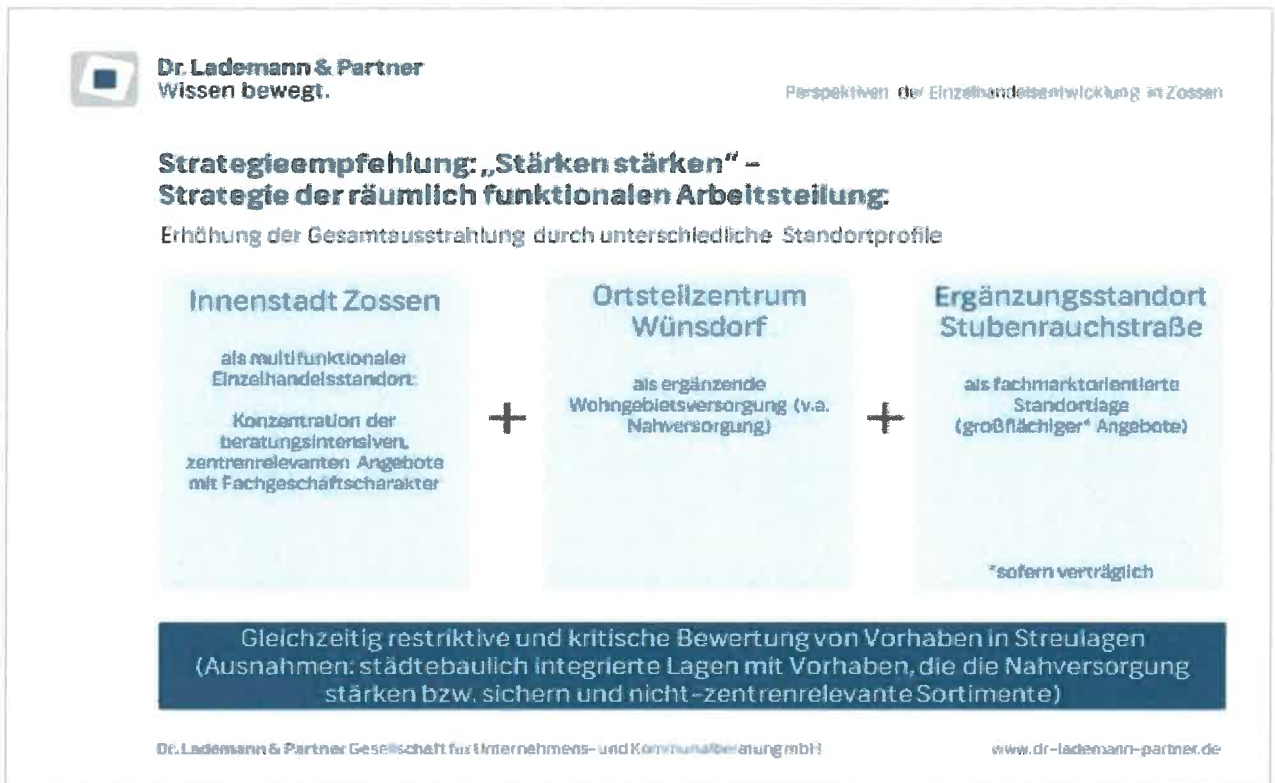 Dr. Lademann & Partner
Wissen bewegt.
Perspektiven der Einzelhandelsentwicklung in Zossen
Strategieempfehlung: „Stärken stärken“ –
Strategie der räumlich funktionalen Arbeitsteilung:
Erhöhung der Gesamtausstrahlung durch unterschiedliche Standortprofile
Innenstadt Zossen
als multifunktionaler
Einzelhandelsstandort:
Konzentration der
beratungsintensiven,
zentrenrelevanten Angebote
mit Fachgeschäftscharakter
+
Ortsteilzentrum
Wünsdorf
als ergänzende
Wohngebietsversorgung (v.a.
Nahversorgung)
+
Ergänzungsstandort
Stubenrauchstraße
als fachmarktorientierte
Standortlage
(großflächiger* Angebote)
*sofern verträglich
Gleichzeitig restriktive und kritische Bewertung von Vorhaben in Streulagen
(Ausnahmen: städtebaulich integrierte Lagen mit Vorhaben, die die Nahversorgung
stärken bzw. sichern und nicht-zentrenrelevante Sortimente)
Dr. Lademann & Partner Gesellschaft für Unternehmens- und Kommunalberatung mbH
www.dr-lademann-partner.de